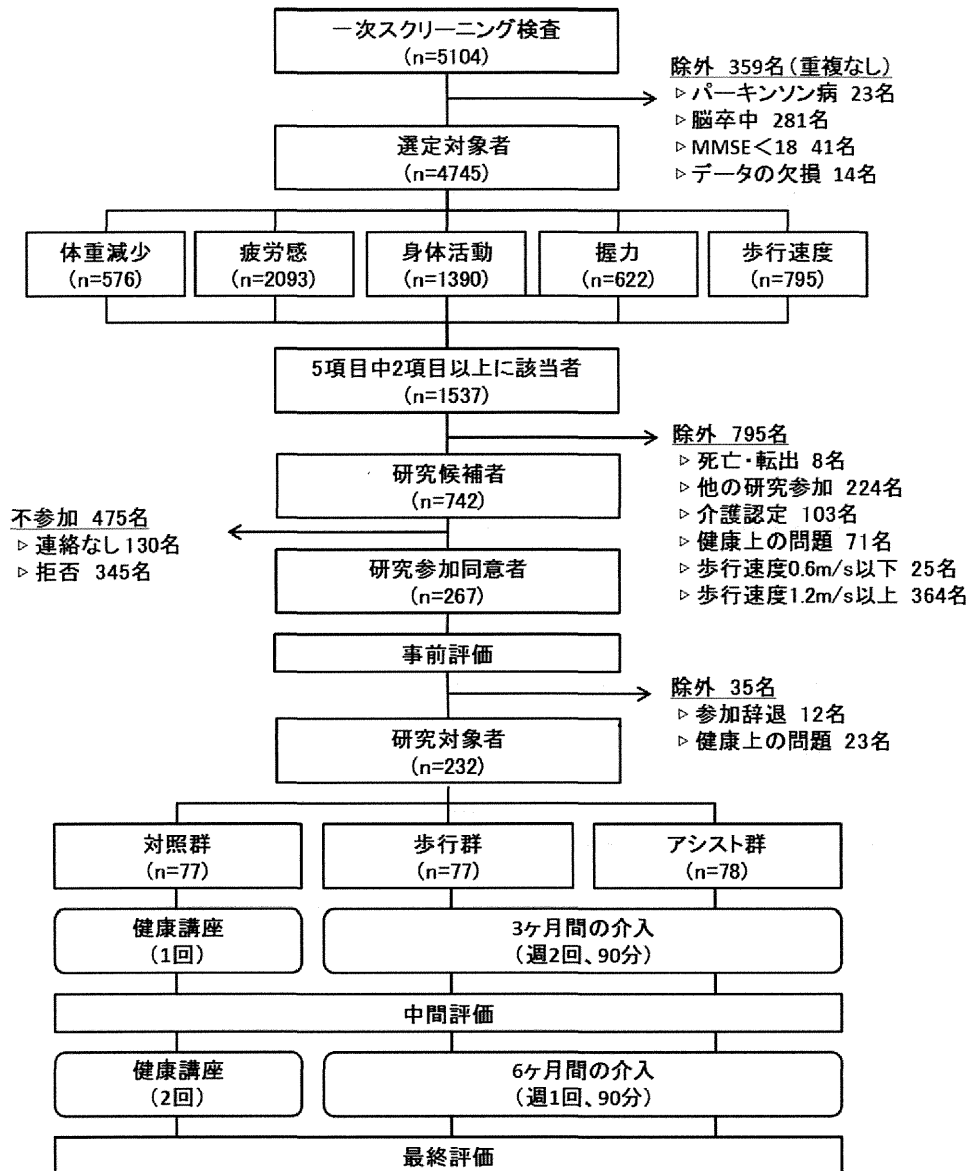 一次スクリーニング検査
(n=5104)
除外 359名(重複なし)
▷パーキンソン病 23名
▷脳卒中 281名
▷MMSE<18 41名
▷データの欠損 14名
選定対象者
(n=4745)
体重減少
(n=576)
疲労感
(n=2093)
身体活動
(n=1390)
握力
(n=622)
歩行速度
(n=795)
5項目中2項目以上に該当者
(n=1537)
除外 795名
▷死亡・転出 8名
▷他の研究参加 224名
▷介護認定 103名
▷健康上の問題 71名
▷歩行速度0.6m/s以下 25名
▷歩行速度1.2m/s以上 364名
研究候補者
(n=742)
不参加 475名
▷連絡なし130名
▷拒否 345名
研究参加同意者
(n=267)
事前評価
除外 35名
▷参加辞退 12名
▷健康上の問題 23名
研究対象者
(n=232)
対照群
(n=77)
歩行群
(n=77)
アシスト群
(n=78)
健康講座
(1回)
3ヶ月間の介入
(週2回、90分)
中間評価
健康講座
(2回)
6ヶ月間の介入
(週1回、90分)
最終評価